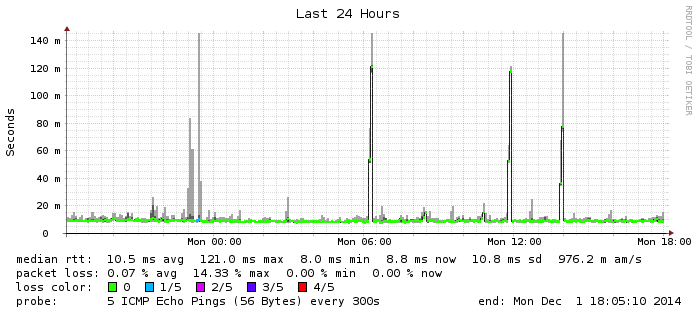 Last 24 Hours
RRDTOOL / TOBI OETIKER
Seconds
140 m
120 m
100 m
80 m
60 m
40 m
20 m
0
Mon 00:00 Mon 06:00 Mon 12:00 Mon 18:00
median rtt: 10.5 ms avg 121.0 ms max 8.0 ms min 8.8 ms now 10.8 ms sd 976.2 m am/s
packet loss: 0.07 % avg 14.33 % max 0.00 % min 0.00 % now
loss color: 0 1/5 2/5 3/5 4/5
probe: 5 ICMP Echo Pings (56 Bytes) every 300s end: Mon Dec 1 18:05:10 2014